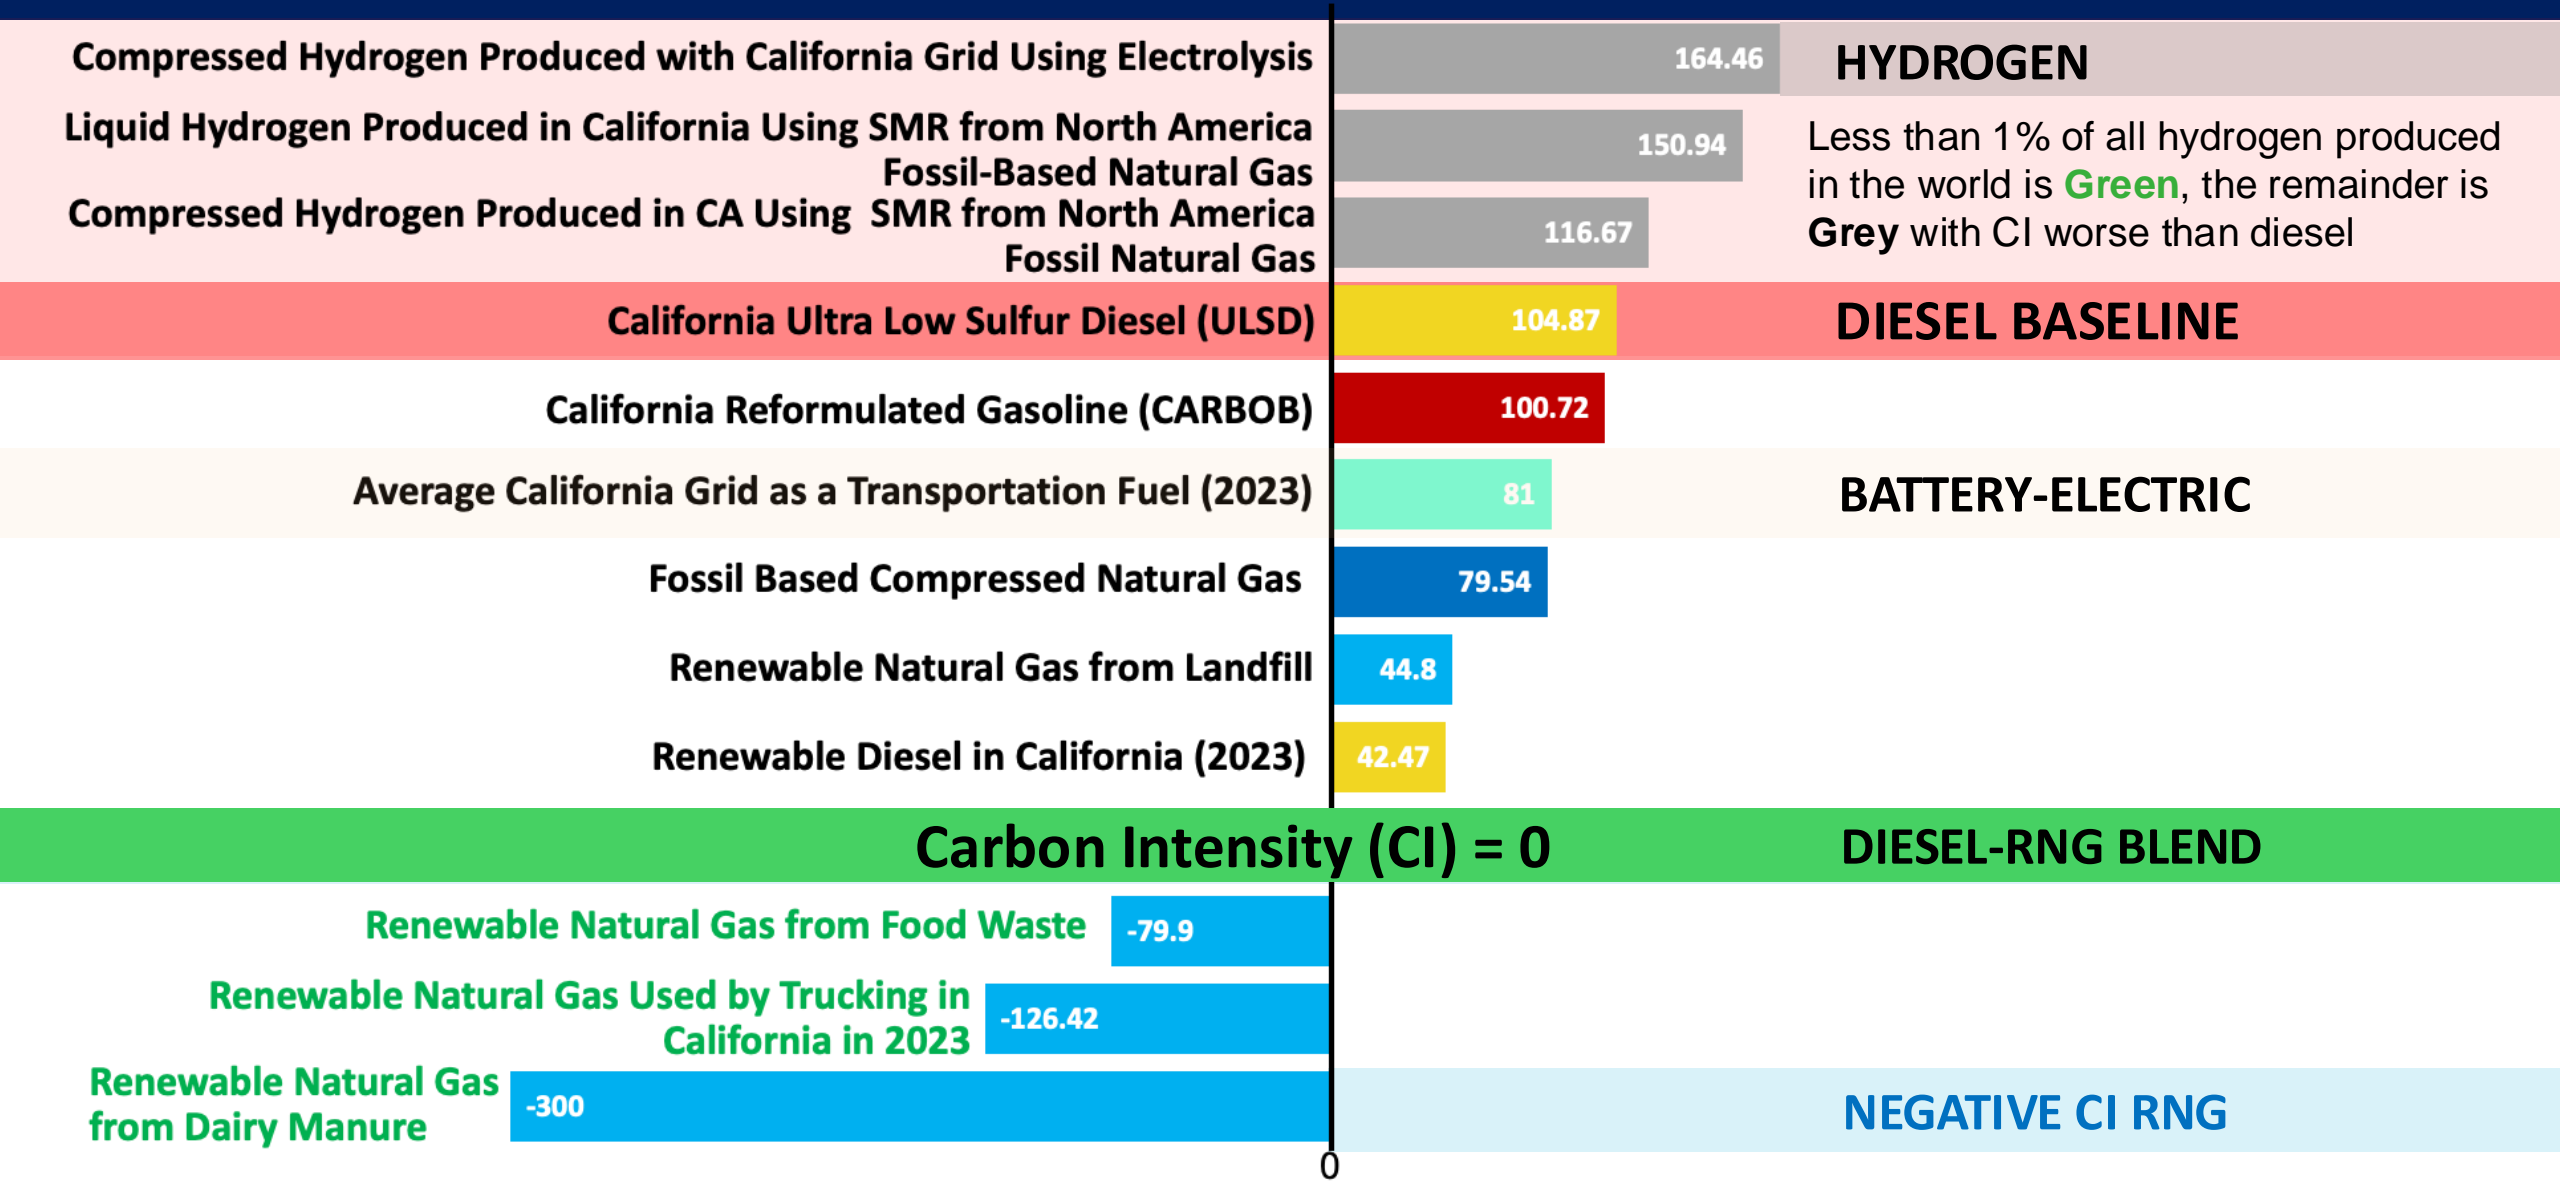 Compressed Hydrogen Produced with California Grid Using Electrolysis
164.46
HYDROGEN
Liquid Hydrogen Produced in California Using SMR from North America
Fossil-Based Natural Gas
150.94
Less than 1% of all hydrogen produced
in the world is Green, the remainder is
Grey with CI worse than diesel
Compressed Hydrogen Produced in CA Using  SMR from North America
Fossil Natural Gas
116.67
California Ultra Low Sulfur Diesel (ULSD)
104.87
DIESEL BASELINE
California Reformulated Gasoline (CARBOB)
100.72
Average California Grid as a Transportation Fuel (2023)
81
BATTERY-ELECTRIC
Fossil Based Compressed Natural Gas
79.54
Renewable Natural Gas from Landfill
44.8
Renewable Diesel in California (2023)
42.47
Carbon Intensity (CI) = 0
DIESEL-RNG BLEND
Renewable Natural Gas from Food Waste
-79.9
Renewable Natural Gas Used by Trucking in
California in 2023
-126.42
Renewable Natural Gas
from Dairy Manure
-300
NEGATIVE CI RNG
0